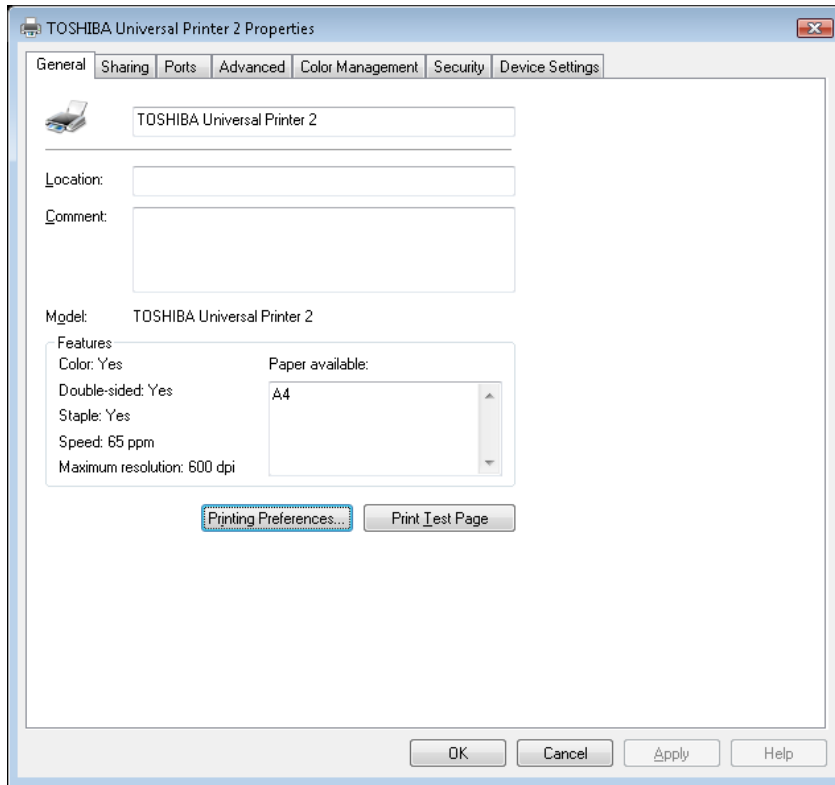 TOSHIBA Universal Printer 2 Properties
General Sharing Ports Advanced Color Management Security Device Settings
TOSHIBA Universal Printer 2
Location:
Comment:
Model: TOSHIBA Universal Printer 2
Features
Color: Yes Paper available:
Double-sided: Yes A4
Staple: Yes
Speed: 65 ppm
Maximum resolution: 600 dpi
Printing Preferences... Print Test Page
OK Cancel Apply Help